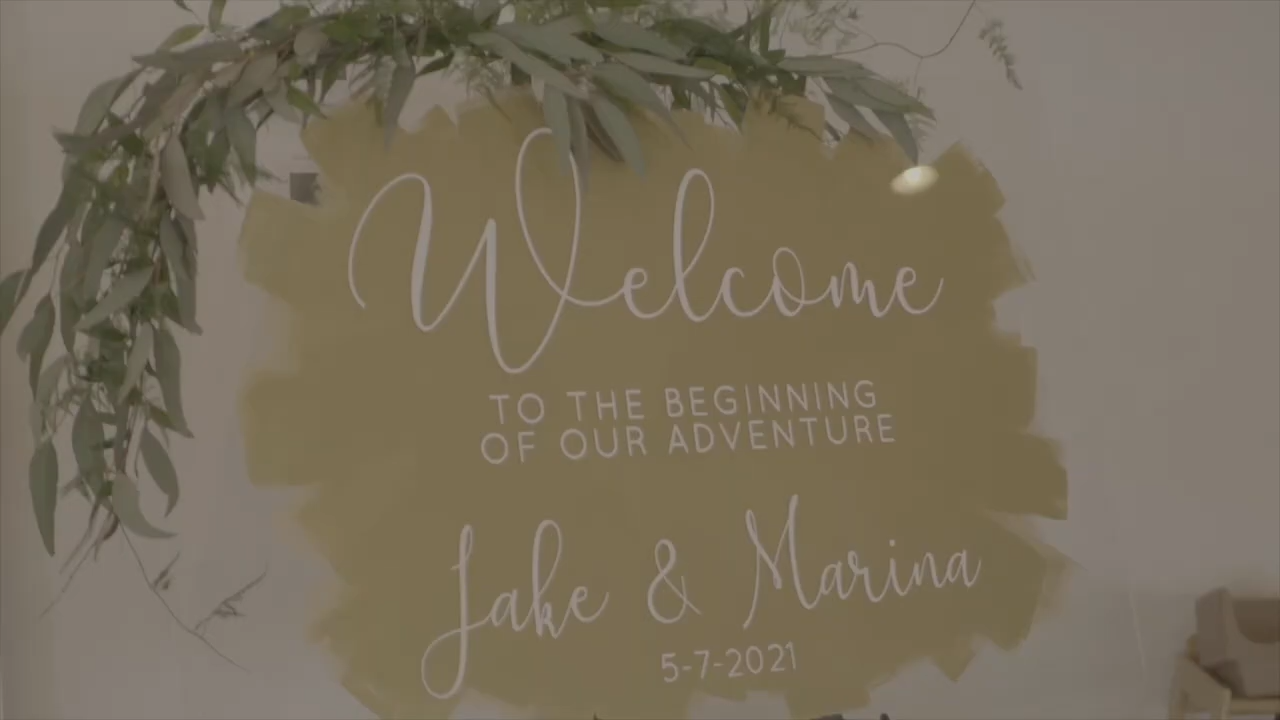 Welcome
TO THE BEGINNING
OF OUR ADVENTURE
Jake & Marina
5-7-2021